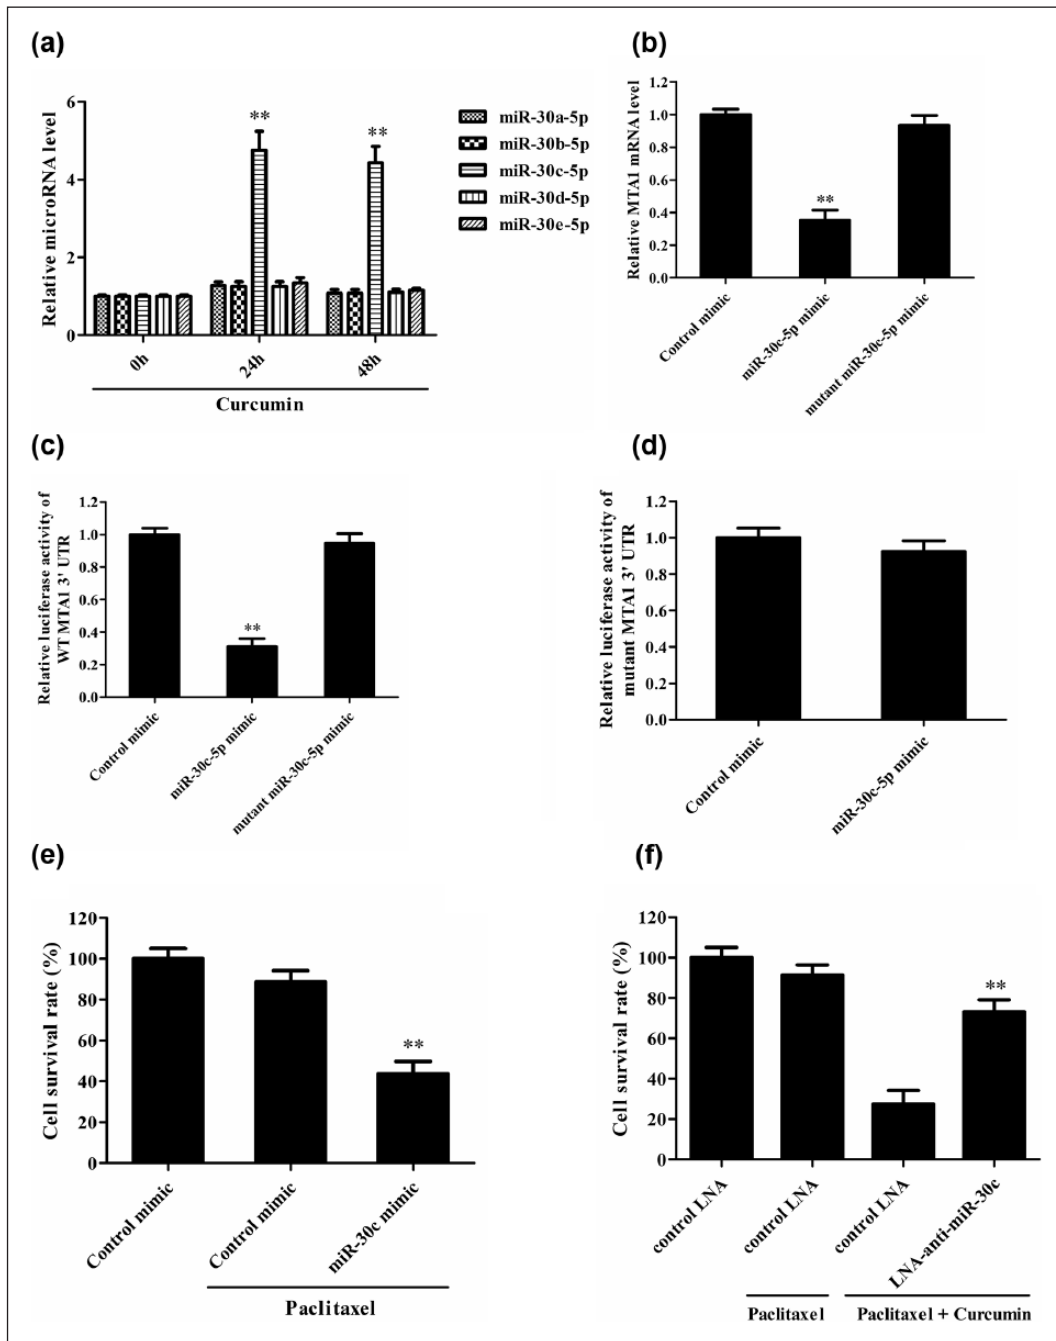 (a)
Relative microRNA level
6
4
2
0
0h
24h
48h
**
**
Curcumin
miR-30a-5p
miR-30b-5p
miR-30c-5p
miR-30d-5p
miR-30e-5p
(b)
Relative MTA1 mRNA level
1.2
1.0
0.8
0.6
0.4
0.2
0.0
**
Control mimic
miR-30c-5p mimic
mutant miR-30c-5p mimic
(c)
Relative luciferase activity of
WT MTA1 3' UTR
1.2
1.0
0.8
0.6
0.4
0.2
0.0
**
Control mimic
miR-30c-5p mimic
mutant miR-30c-5p mimic
(d)
Relative luciferase activity of
mutant MTA1 3' UTR
1.2
1.0
0.8
0.6
0.4
0.2
0.0
Control mimic
miR-30c-5p mimic
(e)
Cell survival rate (%)
120
100
80
60
40
20
0
**
Control mimic
Control mimic
miR-30c mimic
Paclitaxel
(f)
Cell survival rate (%)
120
100
80
60
40
20
0
**
control LNA
control LNA
control LNA
LNA-anti-miR-30c
Paclitaxel
Paclitaxel + Curcumin